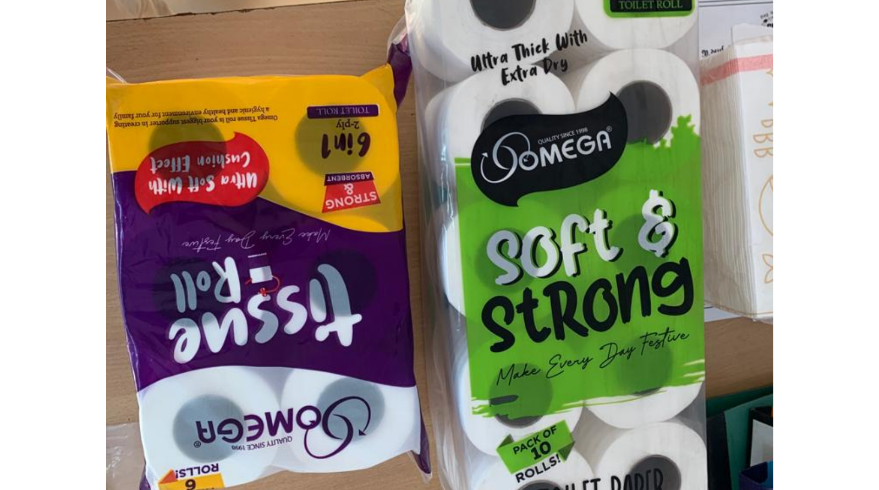 TOILET ROLL
Ultra Thick With
Extra Dry
QUALITY SINCE 1998
OMEGA®
Soft &
Strong
Make Every Day Festive
PACK OF
10
ROLLS!
TOILET PAPER
Omega Tissue roll is your biggest supporter in creating
a hygienic and healthy environment for your family
TOILET ROLL
2-ply
6in1
Ultra Soft With
Cushion Effect
STRONG
&
ABSORBENT
Make Every Day Festive
tissue
Roll
OMEGA®
QUALITY SINCE 1998
6
ROLLS!